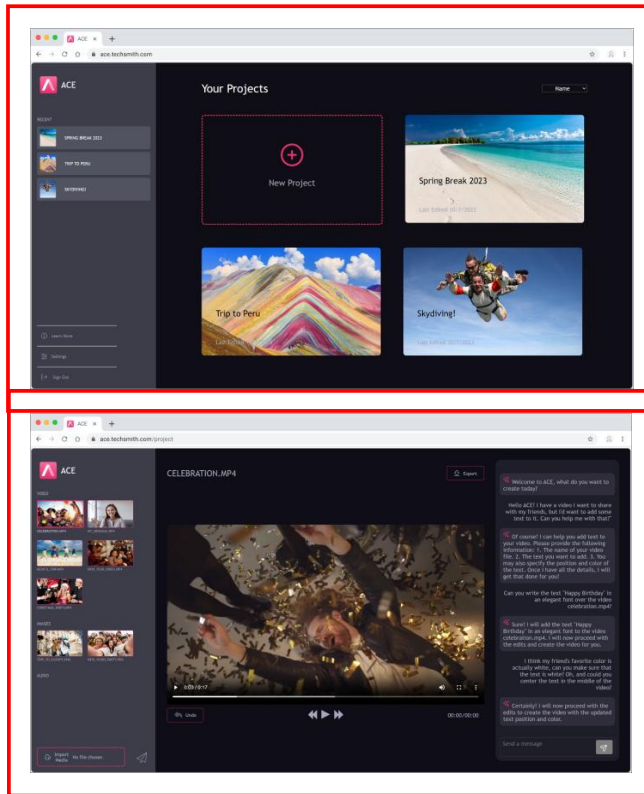 ACE
ace.techsmith.com
ACE
Your Projects
Name
RECENT
SPRING BREAK 2023
TRIP TO PERU
SKYDIVING!
New Project
Spring Break 2023
Last Edited
Trip to Peru
Last Edited
Skydiving!
Last Edited
Learn More
Settings
Sign Out
ACE
ace.techsmith.com/project
ACE
CELEBRATION.MP4
Export
VIDEO
CELEBRATION.MP4
IMAGES
AUDIO
0:03 / 0:17
Undo
00:00/00:00
Import
Media
No file chosen
Welcome to ACE, what do you want to
create today?
Hello ACE! I have a video I want to share
with my friends, but I'd want to add some
text to it. Can you help me with that?"
Of course! I can help you add text to
your video. Please provide the following
information: 1. The name of your video
file. 2. The text you want to add. 3. You
may also specify the position and color of
the text. Once I have all the details, I will
get that done for you!
Can you write the text 'Happy Birthday' in
an elegant font over the video
celebration.mp4?
Sure! I will add the text 'Happy
Birthday' in an elegant font to the video
celebration.mp4. I will now proceed with
the edits and create the video for you.
I think my friend's favorite color is
actually white, can you make sure that
the text is white? Oh, and could you
center the text in the middle of the
video?
Certainly! I will now proceed with the
edits to create the video with the updated
text position and color.
Send a message